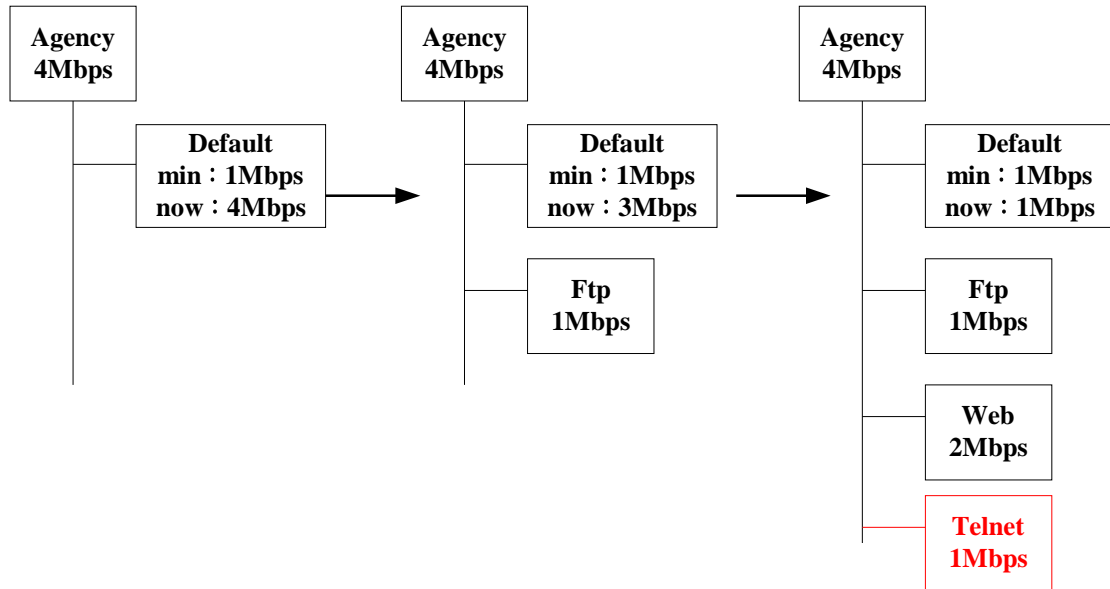 Agency
4Mbps
Default
min：1Mbps
now：4Mbps
Agency
4Mbps
Default
min：1Mbps
now：3Mbps
Ftp
1Mbps
Agency
4Mbps
Default
min：1Mbps
now：1Mbps
Ftp
1Mbps
Web
2Mbps
Telnet
1Mbps